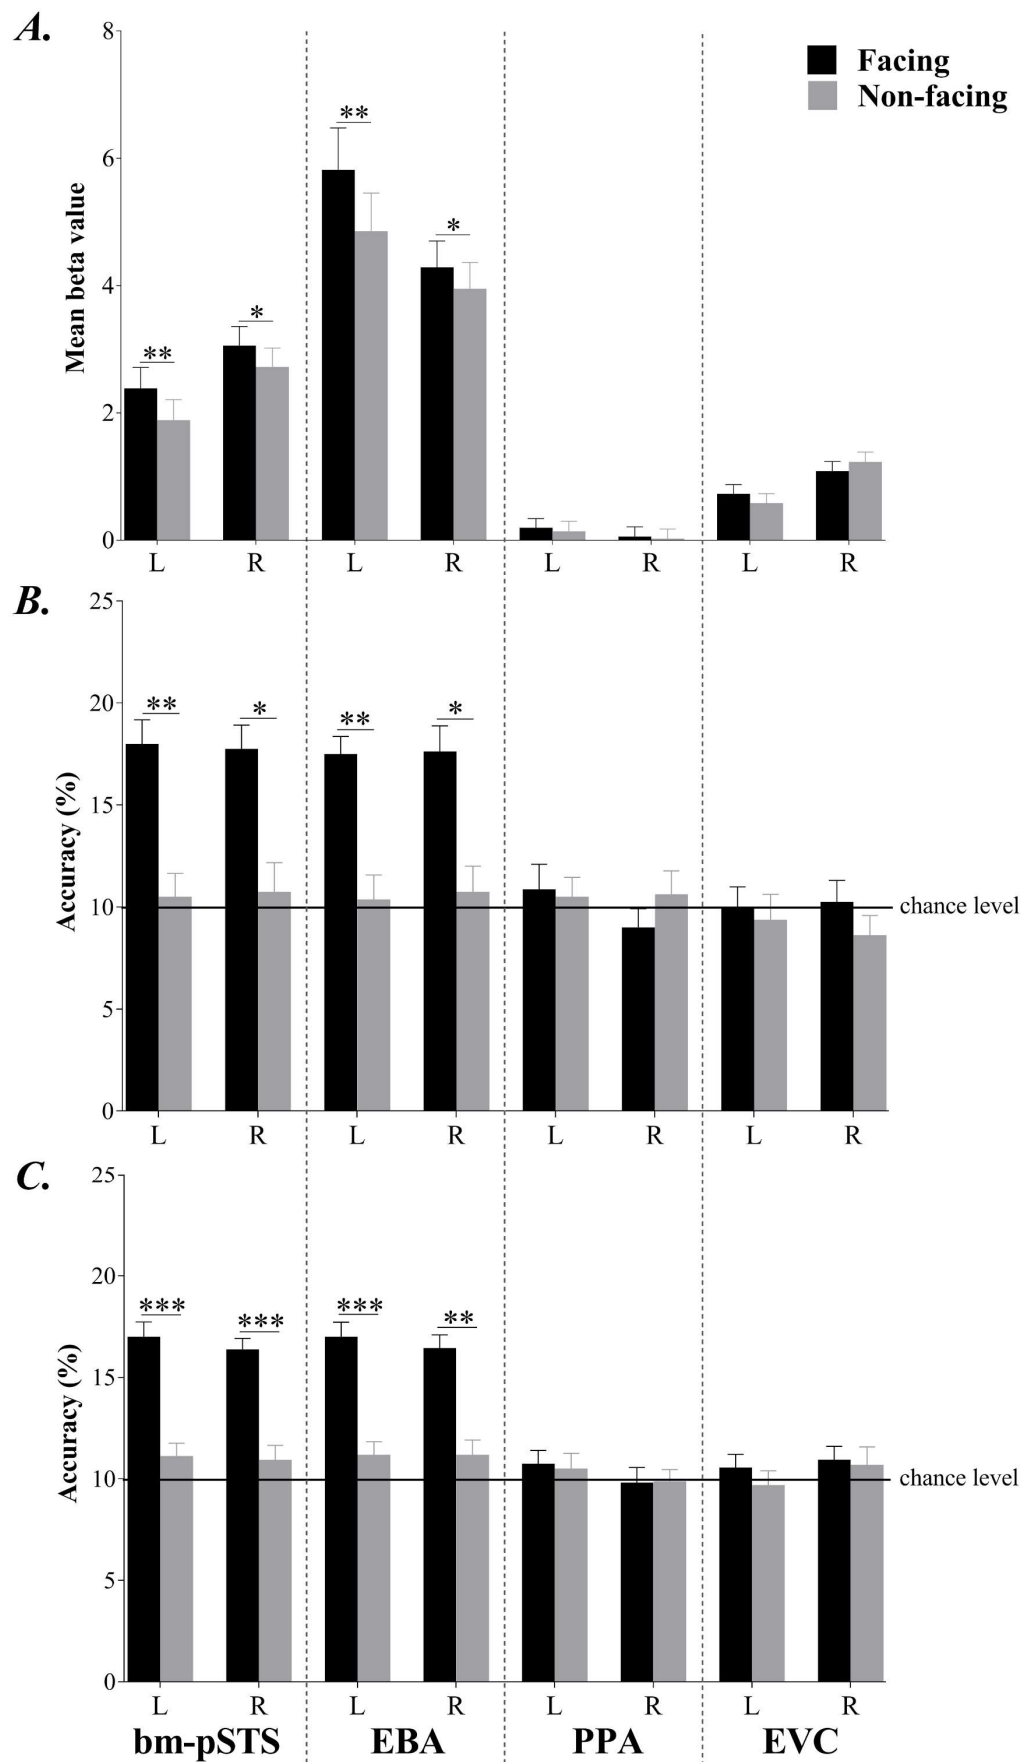 A.
Facing
Non-facing
Mean beta value
8
6
4
2
0
** * ** *
L R L R L R L R
B.
Accuracy (%)
25
20
15
10
5
0
** * ** *
chance level
L R L R L R L R
C.
Accuracy (%)
25
20
15
10
5
0
*** *** *** **
chance level
L R L R L R L R
bm-pSTS EBA PPA EVC